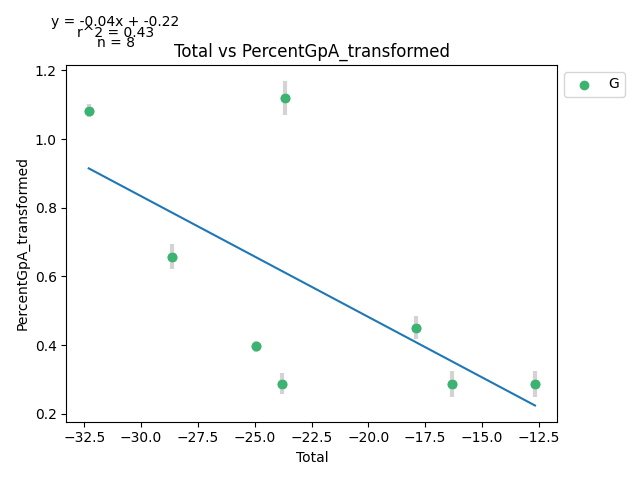 y = -0.04x + -0.22
r^2 = 0.43
n = 8
Total vs PercentGpA_transformed
G
PercentGpA_transformed
1.2
1.0
0.8
0.6
0.4
0.2
−32.5 −30.0 −27.5 −25.0 −22.5 −20.0 −17.5 −15.0 −12.5
Total